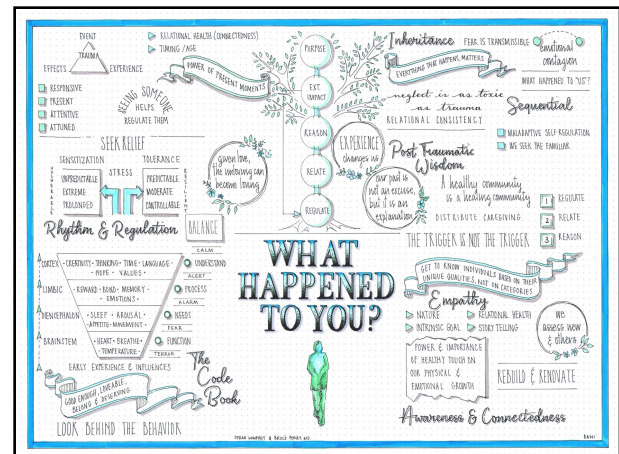 EVENT
TRAUMA
EFFECTS
EXPERIENCE
RELATIONAL HEALTH (CONNECTEDNESS)
TIMING / AGE
RESPONSIVE
PRESENT
ATTENTIVE
ATTUNED
SEEING SOMEONE
HELPS
REGULATE THEM
POWER OF PRESENT MOMENTS
SEEK RELIEF
SENSITIZATION
TOLERANCE
VULNERABLE
UNPREDICTABLE
EXTREME
PROLONGED
STRESS
PREDICTABLE
MODERATE
CONTROLLABLE
RESILIENT
Rhythm & Regulation
BALANCE
given love,
the unloving can
become loving
CORTEX
• CREATIVITY • THINKING • TIME • LANGUAGE •
• HOPE • VALUES •
LIMBIC
• REWARD • BOND • MEMORY •
• EMOTIONS •
DIENCEPHALON
• SLEEP • AROUSAL •
• APPETITE • MOVEMENT •
BRAINSTEM
• HEART • BREATHE •
• TEMPERATURE •
CALM
UNDERSTAND
ALERT
PROCESS
ALARM
NEEDS
FEAR
FUNCTION
TERROR
EARLY EXPERIENCE & INFLUENCES
GOOD ENOUGH, LOVEABLE,
BELONG & DESERVING
The
Code
Book
LOOK BEHIND THE BEHAVIOR
PURPOSE
EXT.
IMPACT
REASON
RELATE
REGULATE
WHAT
HAPPENED
TO YOU?
OPRAH WINFREY & BRUCE PERRY MD
Inheritance
FEAR IS TRANSMISSIBLE
emotional
contagion
EVERYTHING THAT HAPPENS, MATTERS
WHAT HAPPENED TO "US"?
neglect is as toxic
as trauma
RELATIONAL CONSISTENCY
Sequential
MALADAPTIVE SELF-REGULATION
WE SEEK THE FAMILIAR
EXPERIENCE
changes us
Post Traumatic
Wisdom
our past is
not an excuse,
but it is an
explanation
A healthy community
is a healing community
DISTRIBUTE CAREGIVING
1 REGULATE
2 RELATE
3 REASON
THE TRIGGER IS NOT THE TRIGGER
GET TO KNOW INDIVIDUALS BASED ON THEIR
UNIQUE QUALITIES, NOT ON CATEGORIES
Empathy
NATURE
RELATIONAL HEALTH
INTRINSIC GOAL
STORY TELLING
we
assess new
& others
POWER & IMPORTANCE
OF HEALTHY TOUCH ON
OUR PHYSICAL &
EMOTIONAL GROWTH
REBUILD & RENOVATE
Awareness & Connectedness
DANI